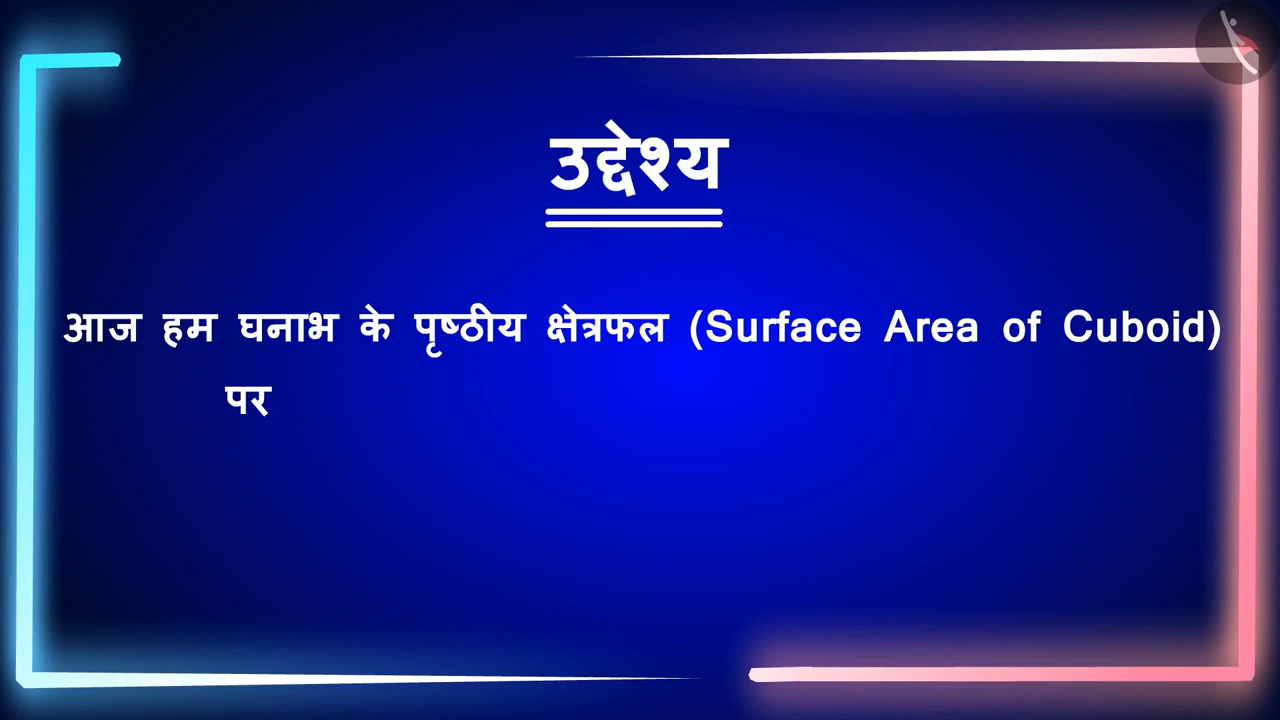 उद्देश्य
आज हम घनाभ के पृष्ठीय क्षेत्रफल (Surface Area of Cuboid)
पर